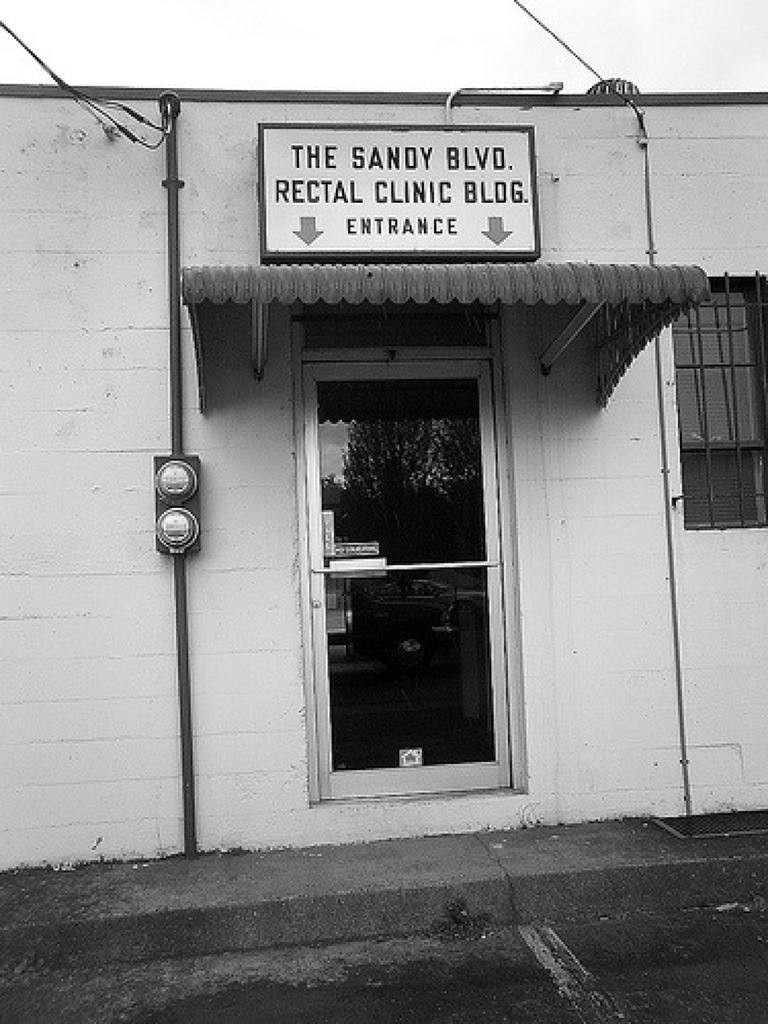 THE SANDY BLVD.
RECTAL CLINIC BLDG.
ENTRANCE